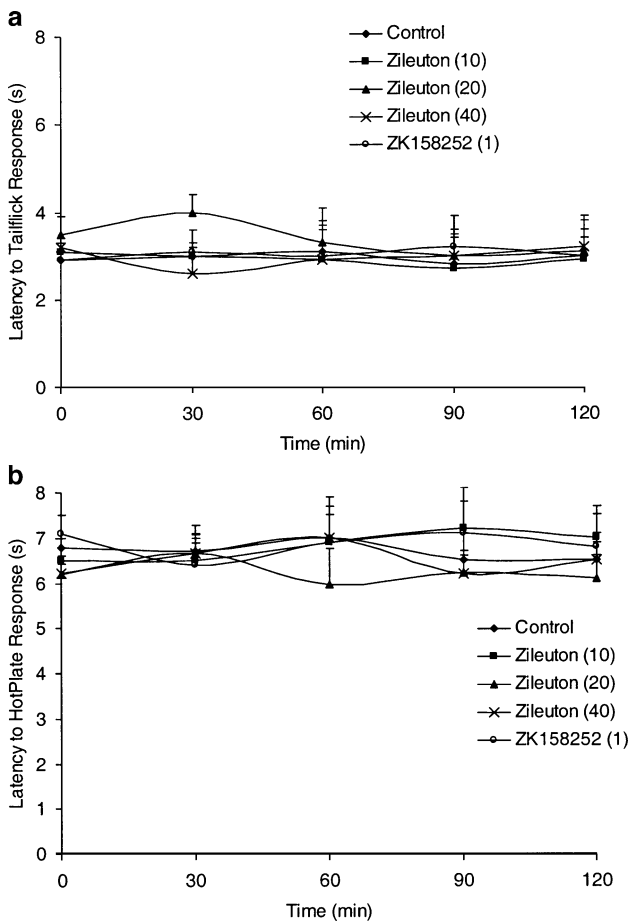 a
Latency to Tailflick Response (s)
8
6
4
2
0
0 30 60 90 120
Time (min)
Control
Zileuton (10)
Zileuton (20)
Zileuton (40)
ZK158252 (1)
b
Latency to HotPlate Response (s)
8
7
6
5
4
3
2
1
0
0 30 60 90 120
Time (min)
Control
Zileuton (10)
Zileuton (20)
Zileuton (40)
ZK158252 (1)